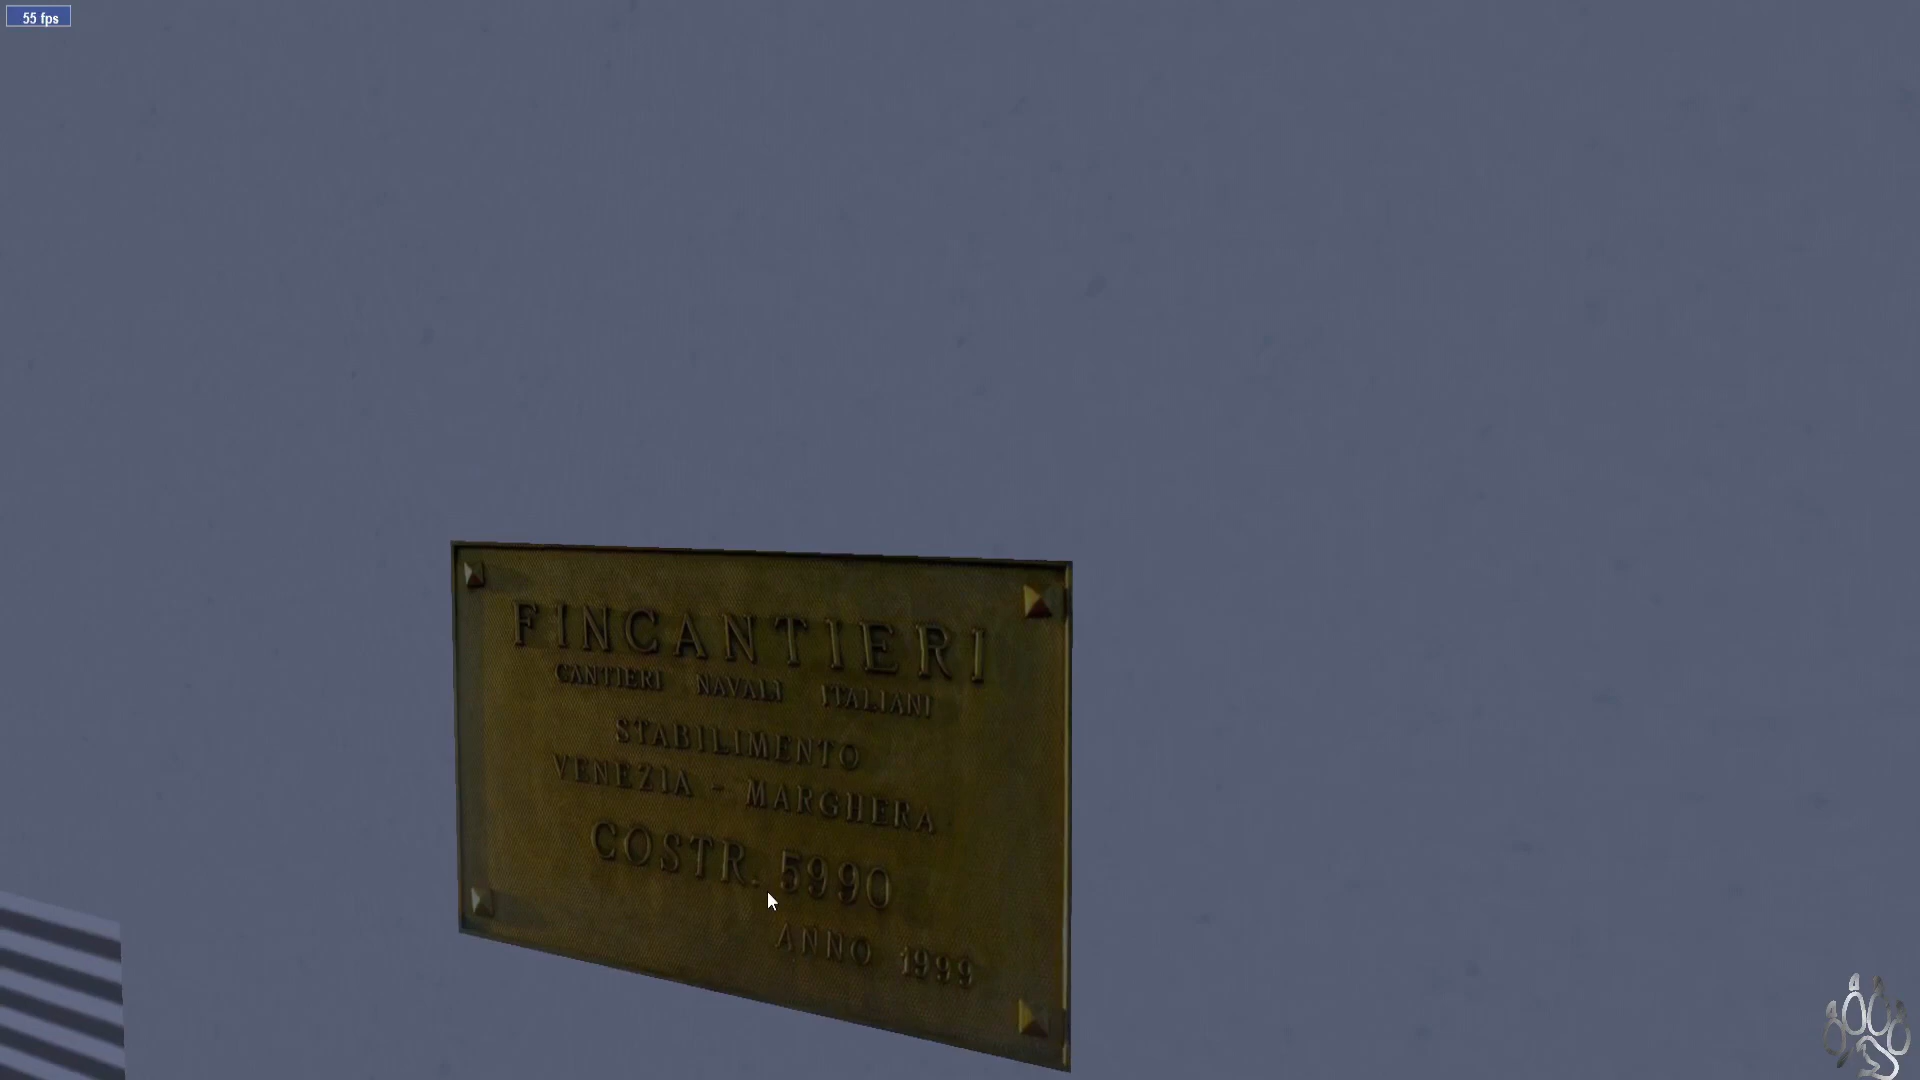 55 fps
FINCANTIERI
CANTIERI NAVALI ITALIANI
STABILIMENTO
VENEZIA - MARGHERA
COSTR. 5990
ANNO 1999